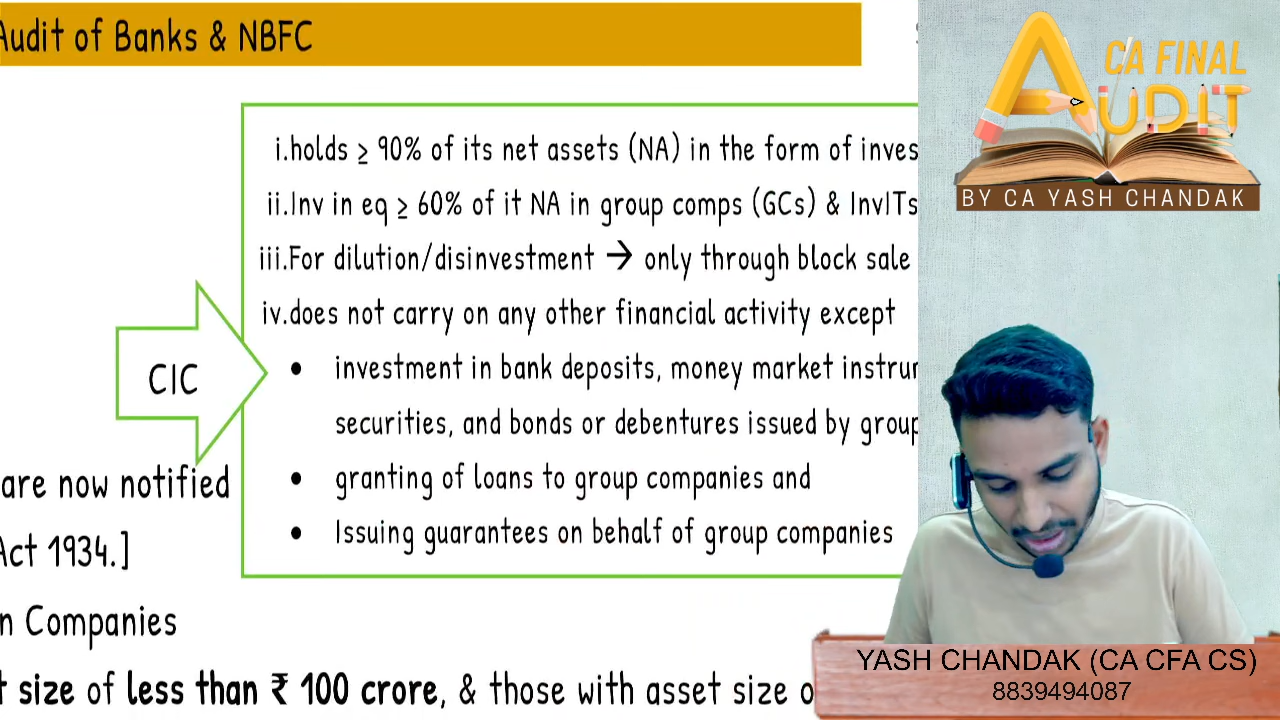 Audit of Banks & NBFC
i.holds ≥ 90% of its net assets (NA) in the form of inves
ii.Inv in eq ≥ 60% of it NA in group comps (GCs) & InvITs
iii.For dilution/disinvestment → only through block sale
iv.does not carry on any other financial activity except
• investment in bank deposits, money market instrum
securities, and bonds or debentures issued by group
• granting of loans to group companies and
• Issuing guarantees on behalf of group companies
CIC
are now notified
Act 1934.]
n Companies
t size of less than ₹ 100 crore, & those with asset size o
CA FINAL
AUDIT
BY CA YASH CHANDAK
YASH CHANDAK (CA CFA CS)
8839494087